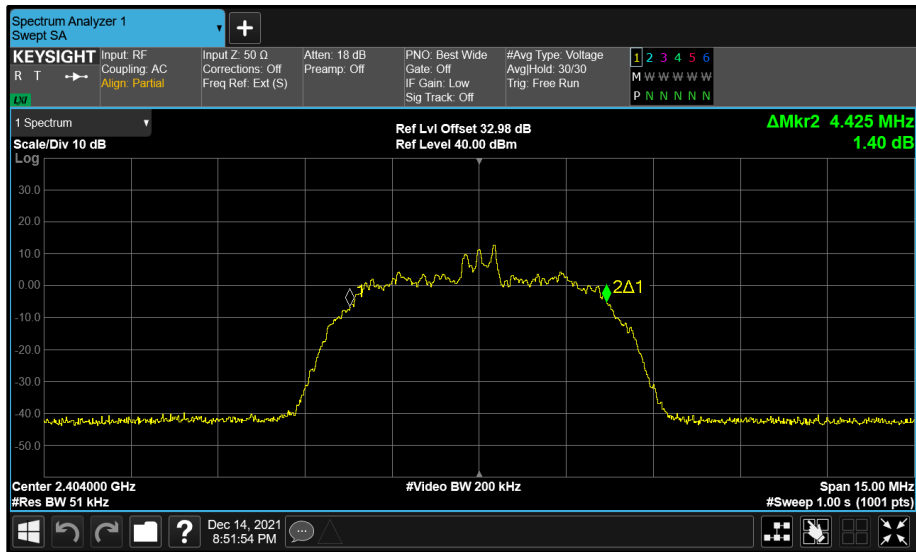 Spectrum Analyzer 1
Swept SA
+
KEYSIGHT
R T
LXI
Input: RF
Coupling: AC
Align: Partial
Input Z: 50 Ω
Corrections: Off
Freq Ref: Ext (S)
Atten: 18 dB
Preamp: Off
PNO: Best Wide
Gate: Off
IF Gain: Low
Sig Track: Off
#Avg Type: Voltage
Avg|Hold: 30/30
Trig: Free Run
1 2 3 4 5 6
M W W W W W
P N N N N N
1 Spectrum
Scale/Div 10 dB
Ref Lvl Offset 32.98 dB
Ref Level 40.00 dBm
ΔMkr2 4.425 MHz
1.40 dB
Log
30.0
20.0
10.0
0.00
-10.0
-20.0
-30.0
-40.0
-50.0
1
2Δ1
Center 2.404000 GHz
#Res BW 51 kHz
#Video BW 200 kHz
Span 15.00 MHz
#Sweep 1.00 s (1001 pts)
?
Dec 14, 2021
8:51:54 PM